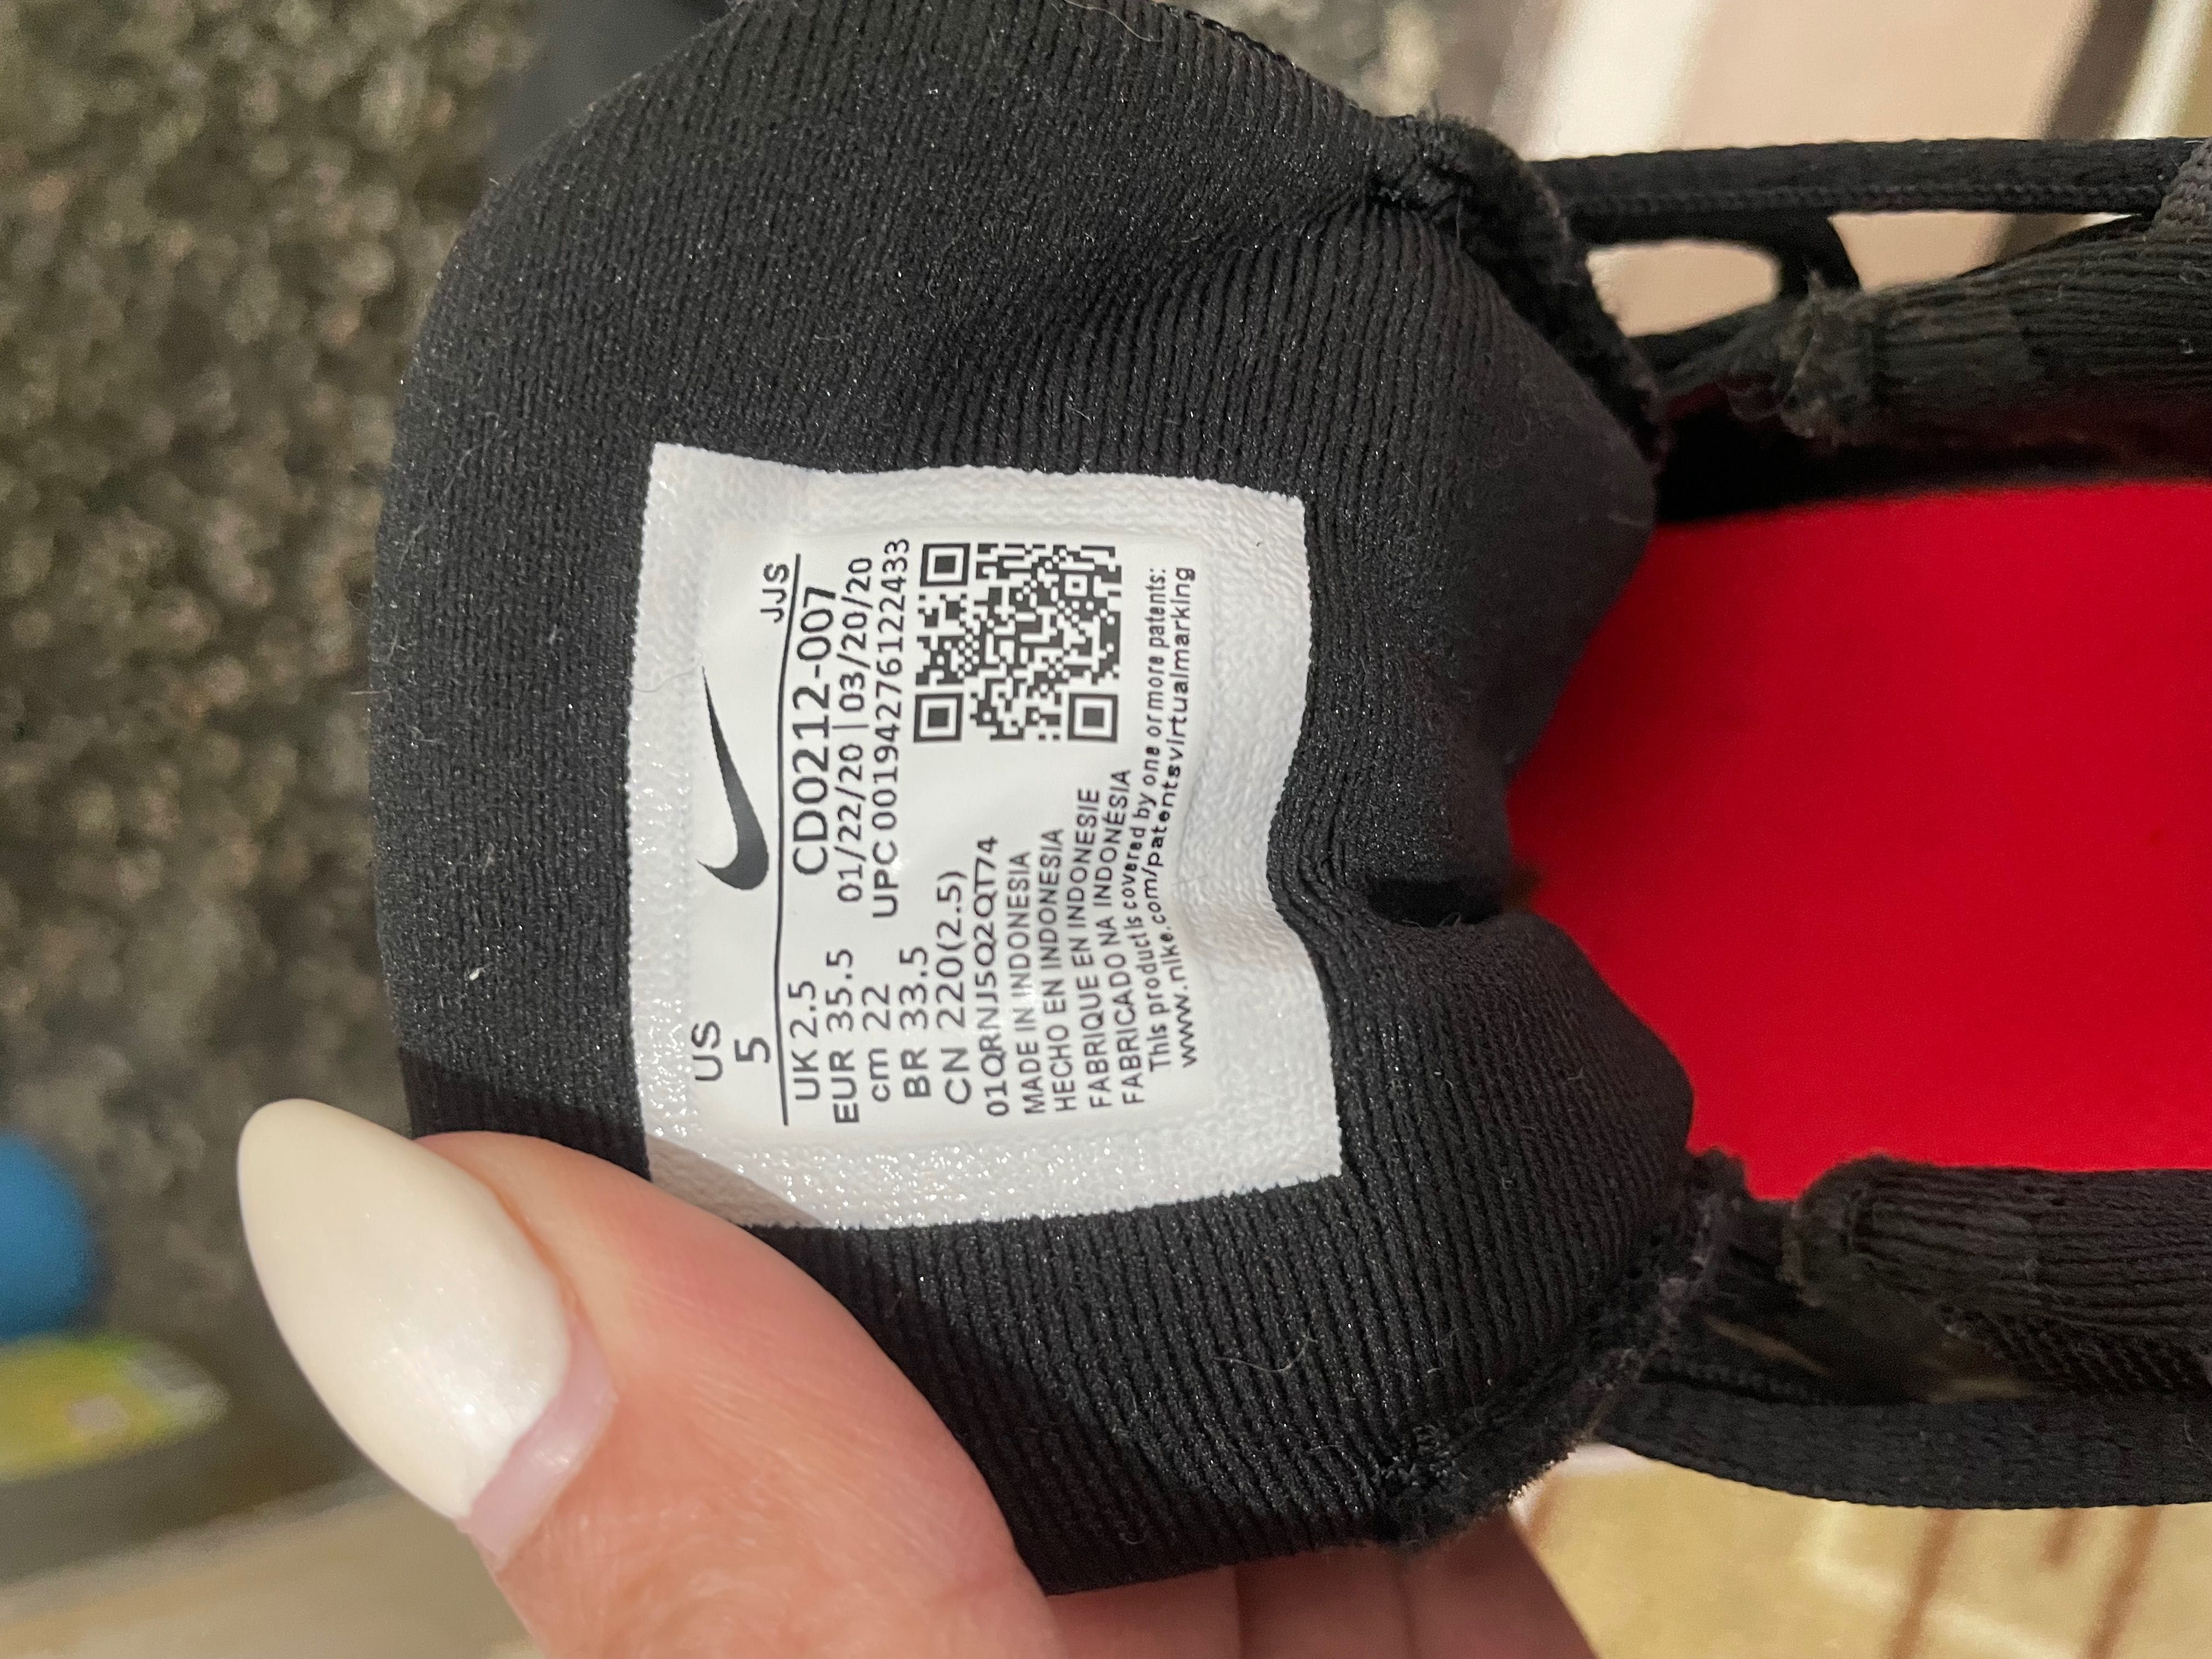 US
5
JJS
UK 2.5
CD0212-007
EUR 35.5
01/22/20 | 03/20/20
cm 22
UPC 00194276122433
BR 33.5
CN 220(2.5)
01QRNJ5Q2QT74
MADE IN INDONESIA
HECHO EN INDONESIA
FABRIQUE EN INDONESIE
FABRICADO NA INDONÉSIA
This product is covered by one or more patents:
www.nike.com/patentsvirtualmarking